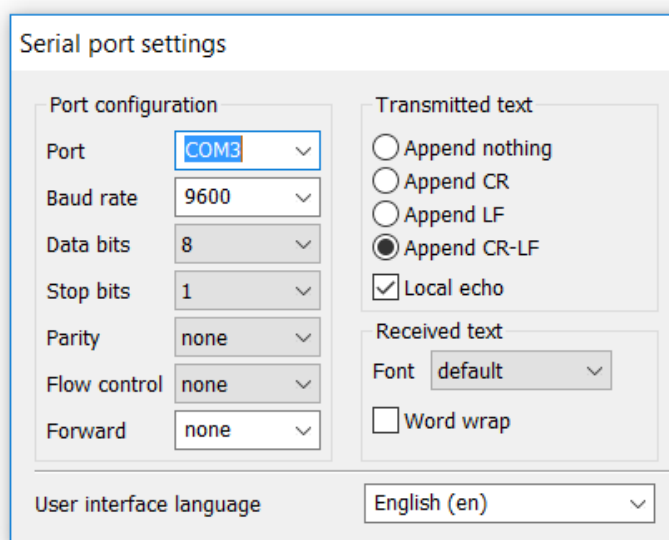 Serial port settings
Port configuration
Port COM3
Baud rate 9600
Data bits 8
Stop bits 1
Parity none
Flow control none
Forward none
Transmitted text
Append nothing
Append CR
Append LF
Append CR-LF
Local echo
Received text
Font default
Word wrap
User interface language English (en)